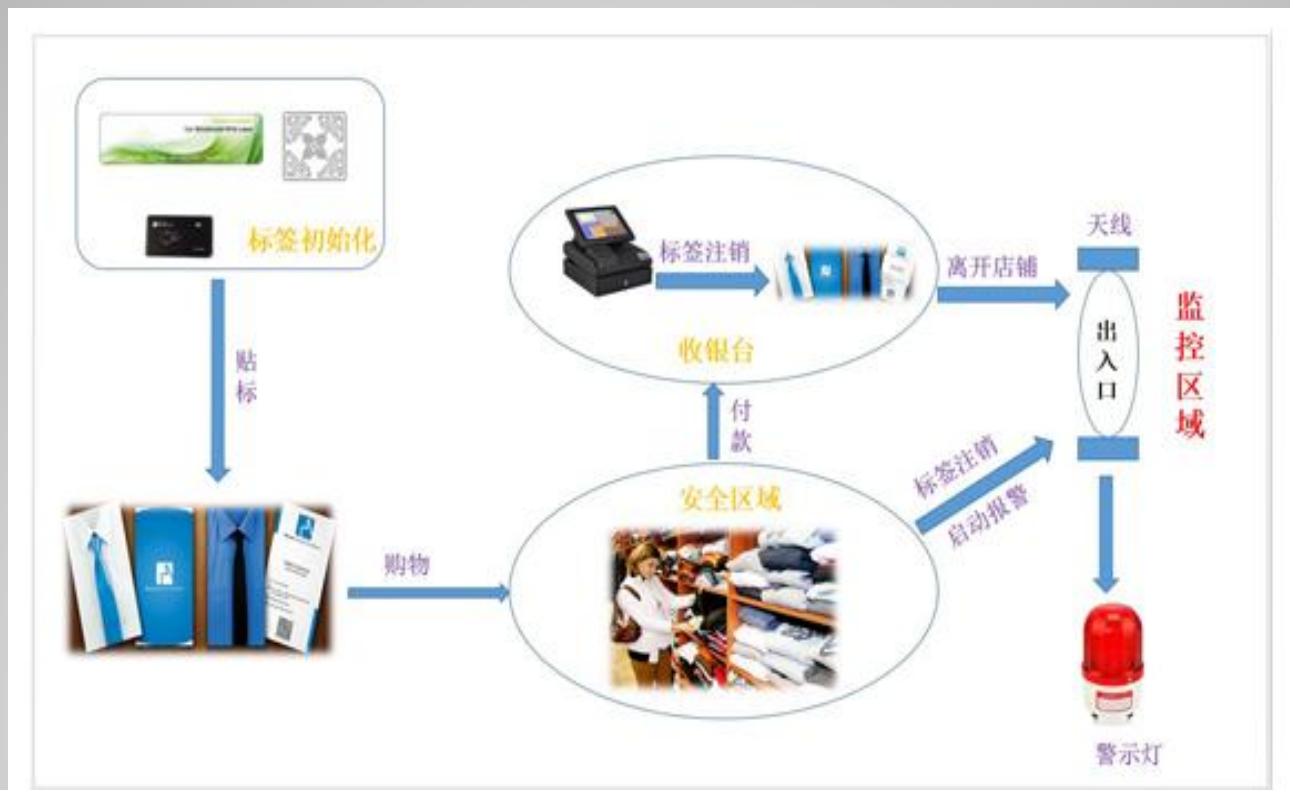 标签初始化
贴标
购物
安全区域
付款
收银台
标签注销
离开店铺
标签注销
启动报警
天线
出入口
监控区域
警示灯